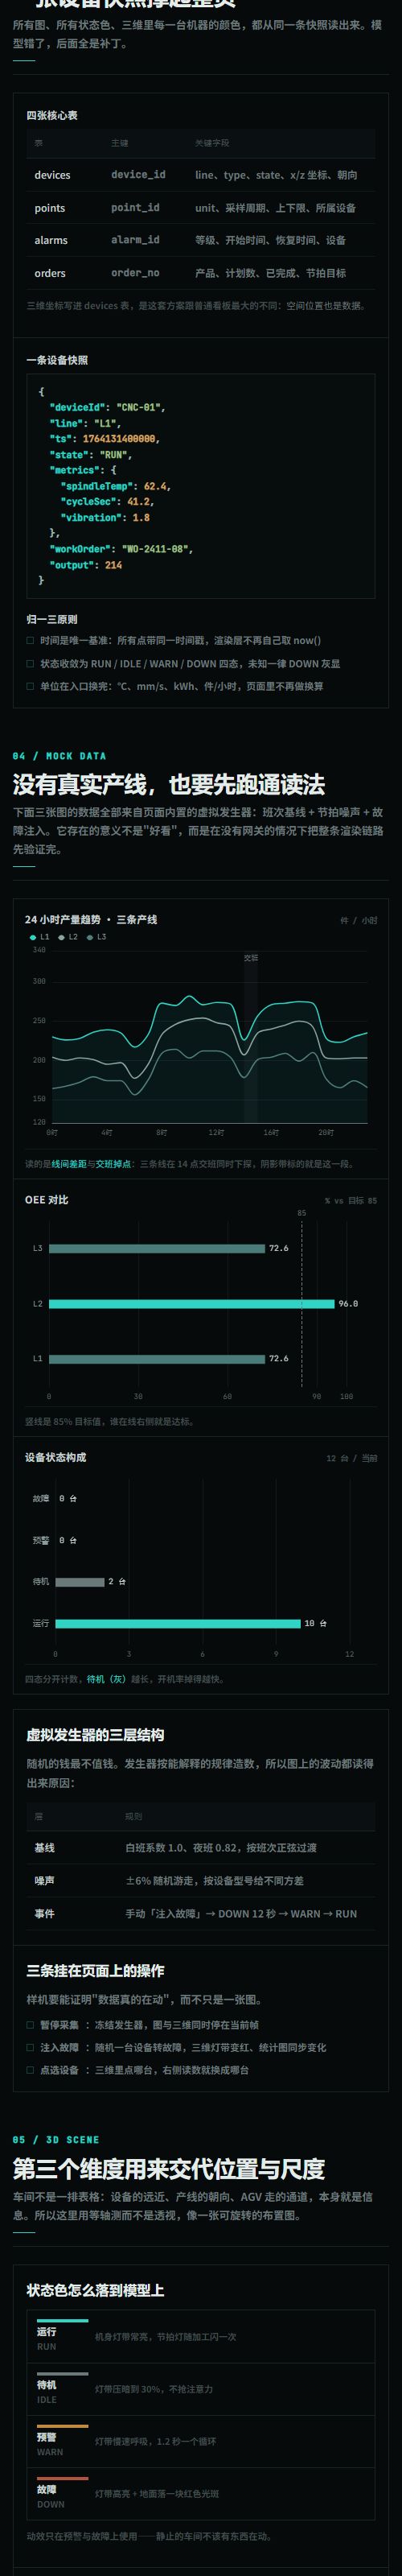 一张设备快照撑起整页
所有图、所有状态色、三维里每一台机器的颜色，都从同一条快照读出来。模
型错了，后面全是补丁。
四张核心表
表 主键 关键字段
devices device_id line、type、state、x/z 坐标、朝向
points point_id unit、采样周期、上下限、所属设备
alarms alarm_id 等级、开始时间、恢复时间、设备
orders order_no 产品、计划数、已完成、节拍目标
三维坐标写进 devices 表，是这套方案跟普通看板最大的不同：空间位置也是数据。
一条设备快照
{
"deviceId": "CNC-01",
"line": "L1",
"ts": 1764131400000,
"state": "RUN",
"metrics": {
"spindleTemp": 62.4,
"cycleSec": 41.2,
"vibration": 1.8
},
"workOrder": "WO-2411-08",
"output": 214
}
归一三原则
时间是唯一基准：所有点带同一时间戳，渲染层不再自己取 now()
状态收敛为 RUN / IDLE / WARN / DOWN 四态，未知一律 DOWN 灰显
单位在入口换完：℃、mm/s、kWh、件/小时，页面里不再做换算
04 / MOCK DATA
没有真实产线，也要先跑通读法
下面三张图的数据全部来自页面内置的虚拟发生器：班次基线 + 节拍噪声 + 故
障注入。它存在的意义不是"好看"，而是在没有网关的情况下把整条渲染链路
先验证完。
24 小时产量趋势 · 三条产线 件 / 小时
L1 L2 L3
340
交班
300
250
200
150
120
0时 4时 8时 12时 16时 20时
读的是线间差距与交班掉点：三条线在 14 点交班同时下探，阴影带标的就是这一段。
OEE 对比 % vs 目标 85
85
L3 72.6
L2 96.0
L1 72.6
0 30 60 90 100
竖线是 85% 目标值，谁在线右侧就是达标。
设备状态构成 12 台 / 当前
故障 0 台
预警 0 台
待机 2 台
运行 10 台
0 3 6 9 12
四态分开计数，待机（灰）越长，开机率掉得越快。
虚拟发生器的三层结构
随机的钱最不值钱。发生器按能解释的规律造数，所以图上的波动都读得
出来原因：
层 规则
基线 白班系数 1.0、夜班 0.82，按班次正弦过渡
噪声 ±6% 随机游走，按设备型号给不同方差
事件 手动「注入故障」→ DOWN 12 秒 → WARN → RUN
三条挂在页面上的操作
样机要能证明"数据真的在动"，而不只是一张图。
暂停采集 ： 冻结发生器，图与三维同时停在当前帧
注入故障 ： 随机一台设备转故障，三维灯带变红、统计图同步变化
点选设备 ： 三维里点哪台，右侧读数就换成哪台
05 / 3D SCENE
第三个维度用来交代位置与尺度
车间不是一排表格：设备的远近、产线的朝向、AGV 走的通道，本身就是信
息。所以这里用等轴测而不是透视，像一张可旋转的布置图。
状态色怎么落到模型上
运行
RUN
机身灯带常亮，节拍灯随加工闪一次
待机
IDLE
灯带压暗到 30%，不抢注意力
预警
WARN
灯带慢速呼吸，1.2 秒一个循环
故障
DOWN
灯带高亮 + 地面落一块红色光斑
动效只在预警与故障上使用——静止的车间不该有东西在动。